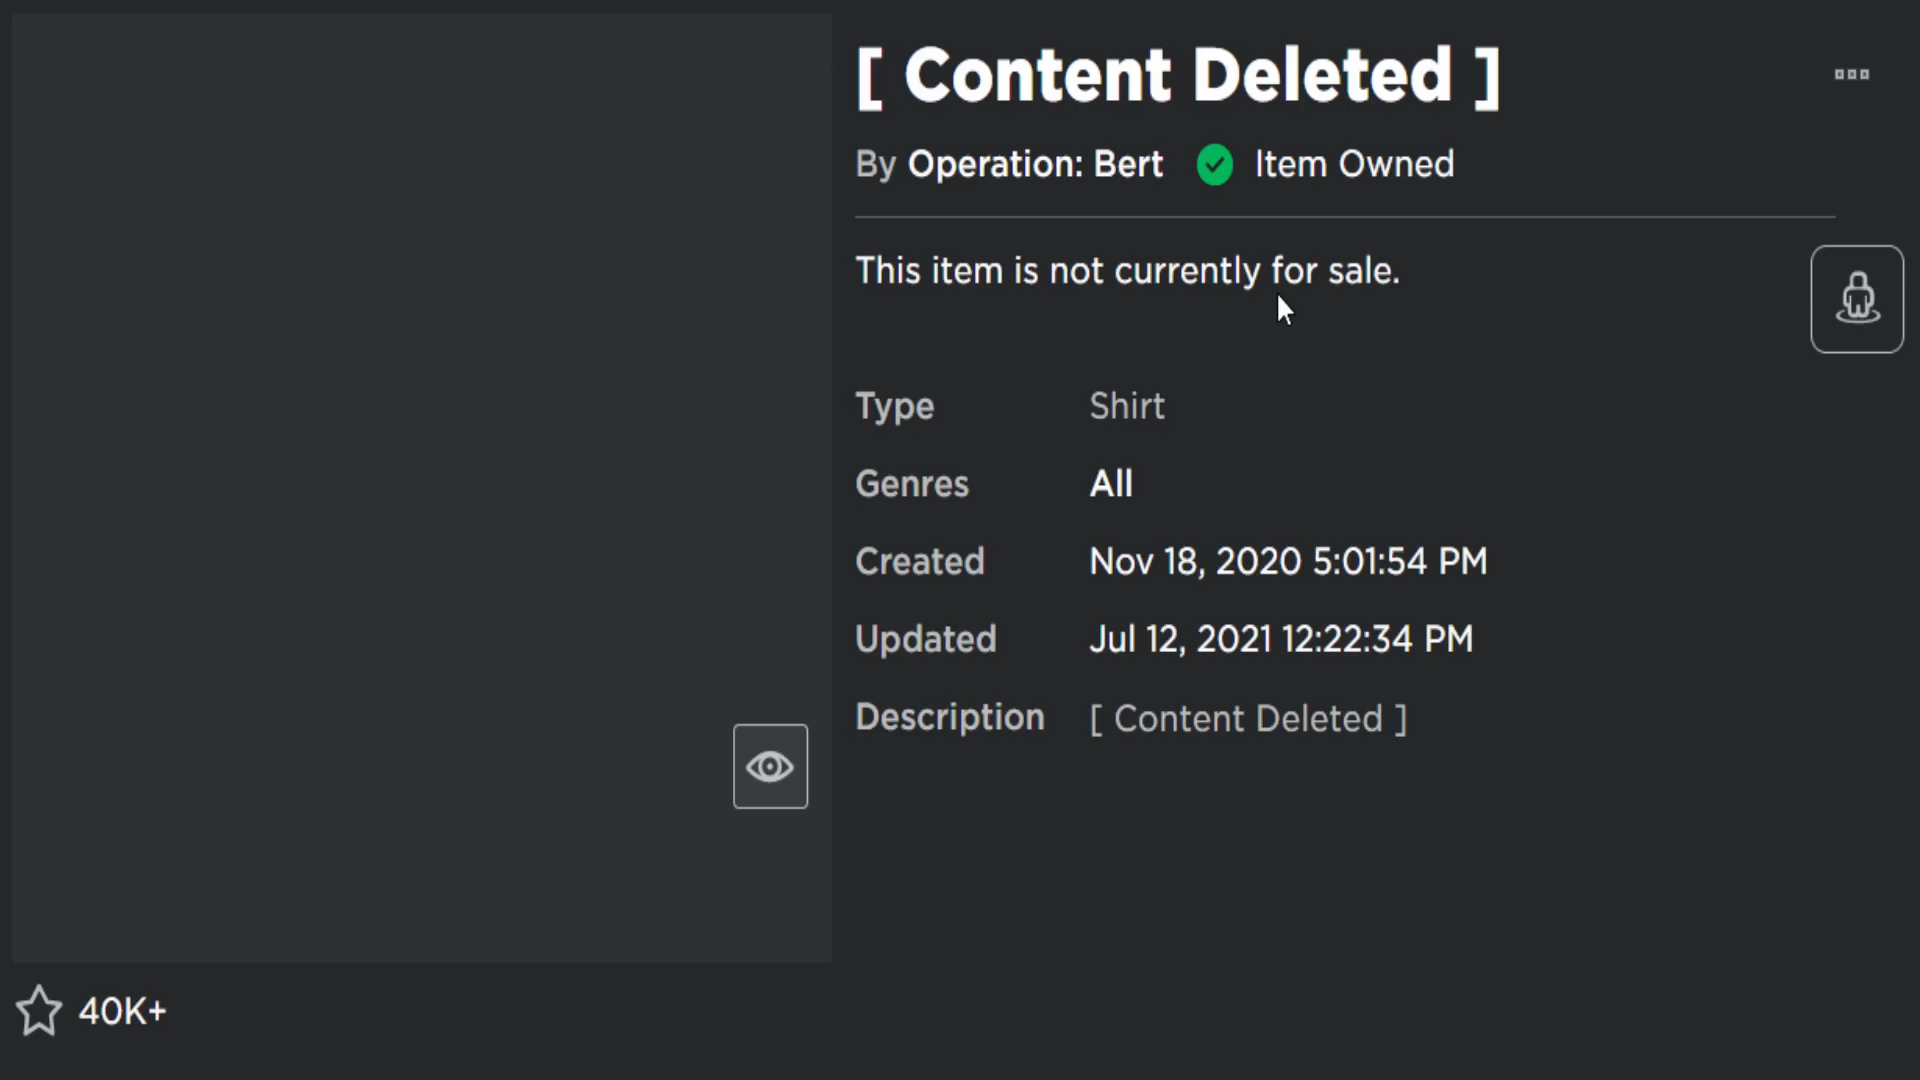 [ Content Deleted ]
By Operation: Bert Item Owned
This item is not currently for sale.
Type Shirt
Genres All
Created Nov 18, 2020 5:01:54 PM
Updated Jul 12, 2021 12:22:34 PM
Description [ Content Deleted ]
40K+